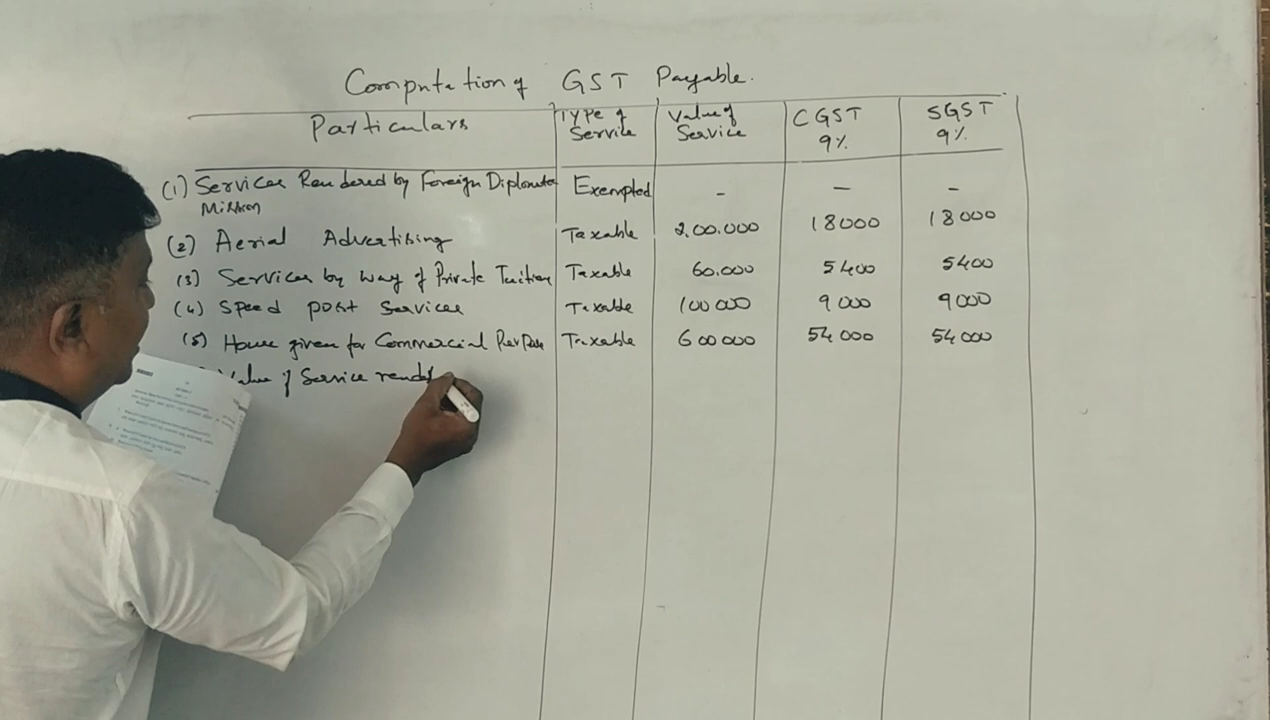 Computation of GST Payable.
Particulars Type of Service Value of Service CGST 9% SGST 9%
(1) Services Rendered by Foreign Diplomatic Exempted - - -
Mission
(2) Aerial Advertising Taxable 2,00.000 18000 18000
(3) Services by way of Private Tuition Taxable 60.000 5400 5400
(4) Speed post Services Taxable 100000 9000 9000
(5) House given for Commercial Taxable 600000 54000 54000
Value of Service